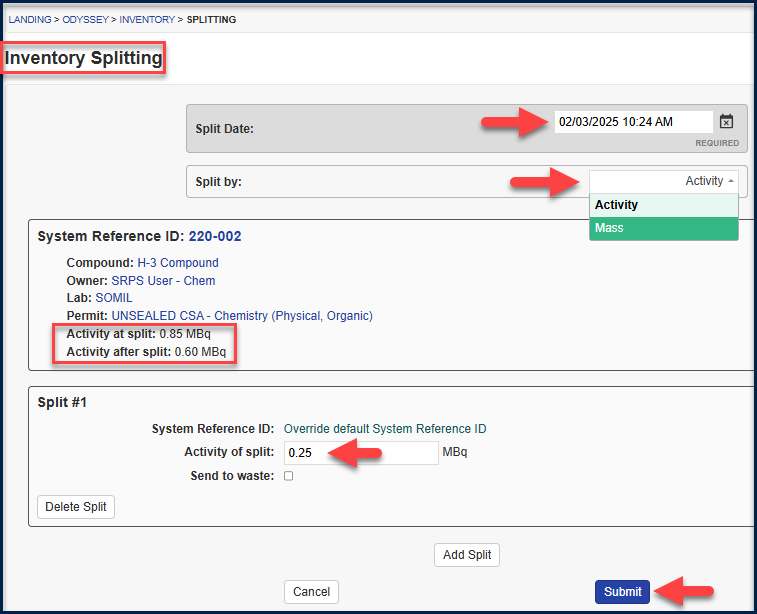 LANDING > ODYSSEY > INVENTORY > SPLITTING
Inventory Splitting
Split Date:
02/03/2025 10:24 AM
REQUIRED
Split by:
Activity
Activity
Mass
System Reference ID: 220-002
Compound: H-3 Compound
Owner: SRPS User - Chem
Lab: SOMIL
Permit: UNSEALED CSA - Chemistry (Physical, Organic)
Activity at split: 0.85 MBq
Activity after split: 0.60 MBq
Split #1
System Reference ID: Override default System Reference ID
Activity of split: 0.25 MBq
Send to waste:
Delete Split
Add Split
Cancel
Submit